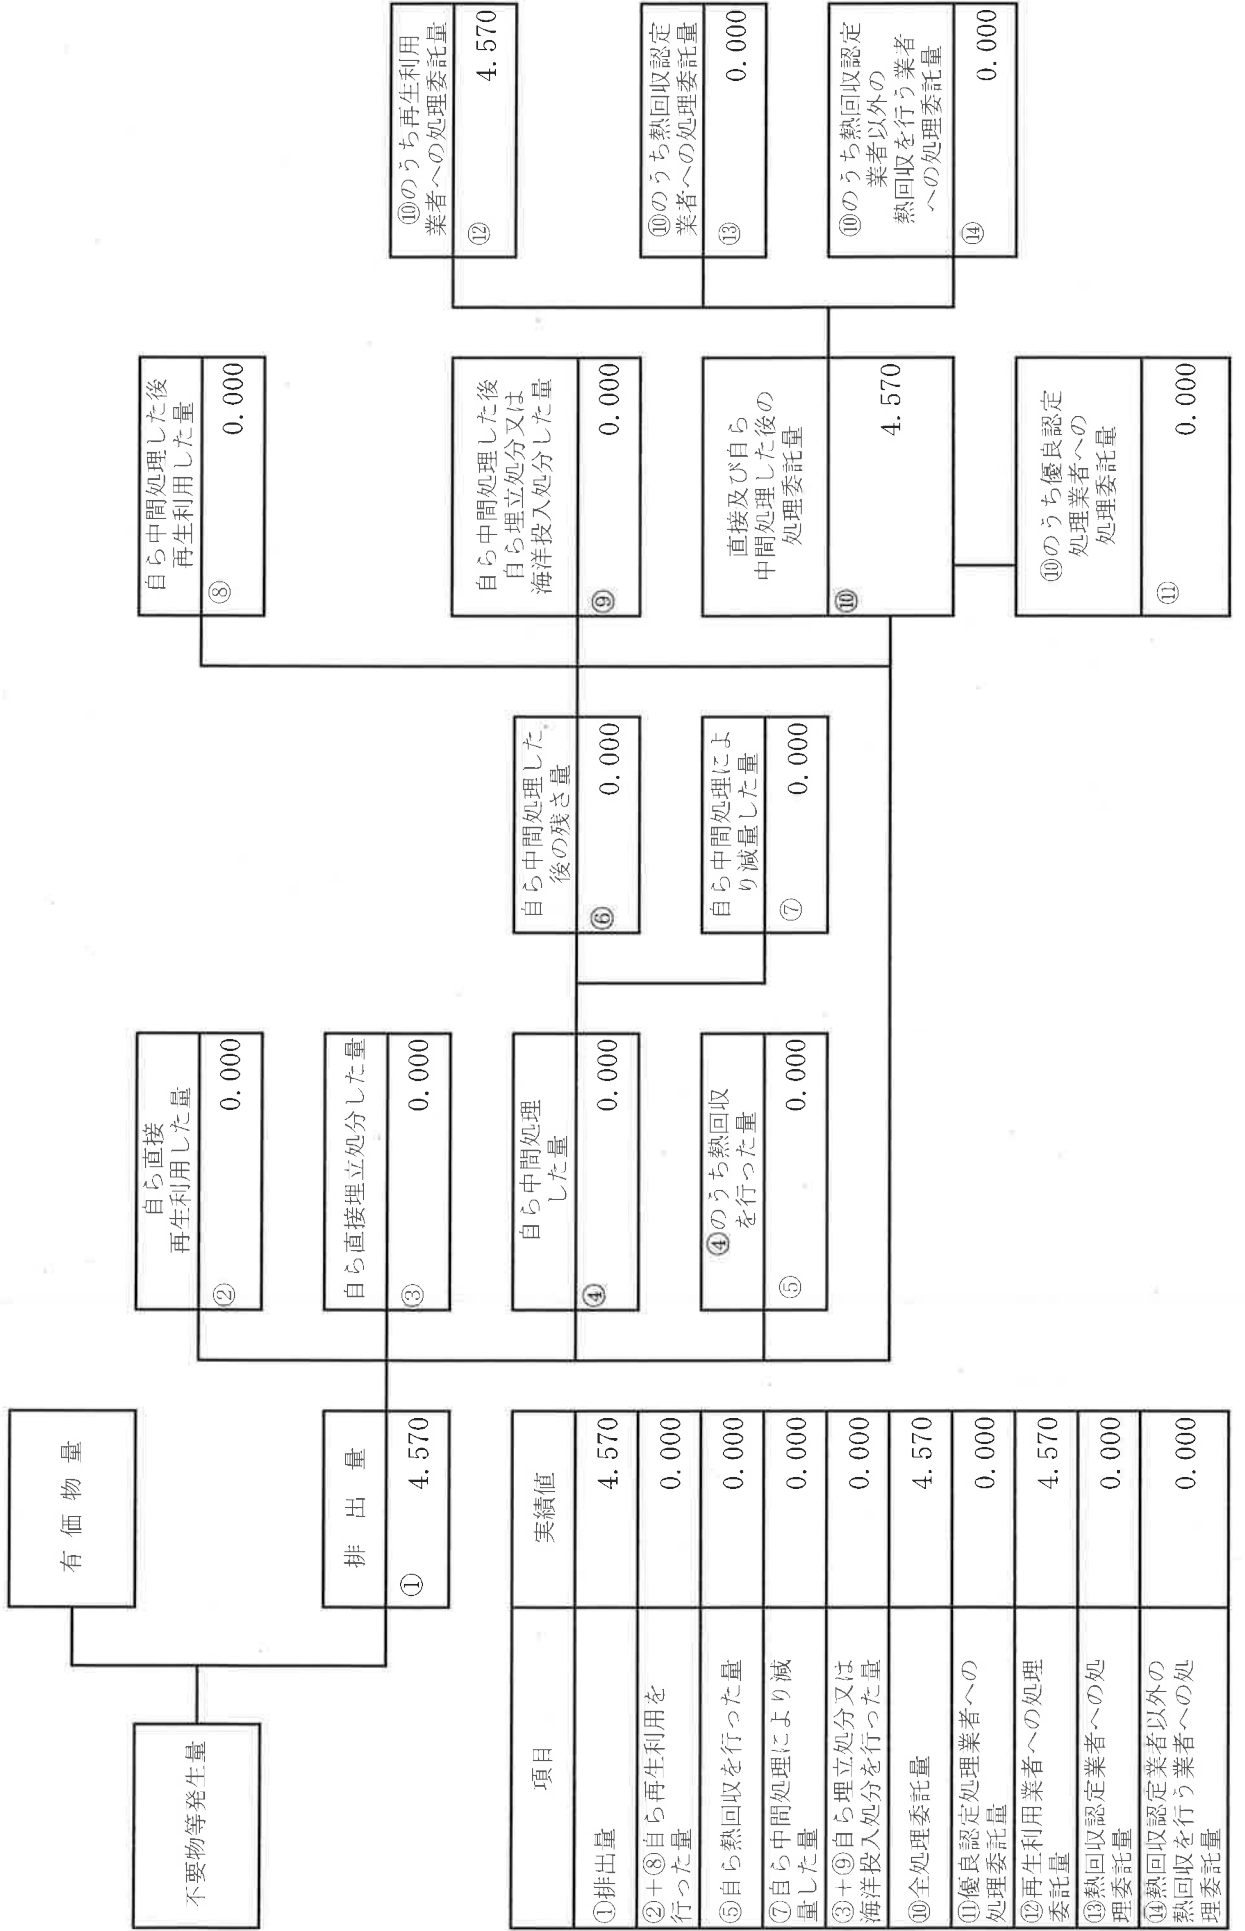 不要物等発生量
有価物量
排出量
① 4.570
自ら直接
再生利用した量
② 0.000
自ら直接埋立処分した量
③ 0.000
自ら中間処理
した量
④ 0.000
④のうち熱回収
を行った量
⑤ 0.000
自ら中間処理した
後の残さ量
⑥ 0.000
自ら中間処理によ
り減量した量
⑦ 0.000
自ら中間処理した後
再生利用した量
⑧ 0.000
自ら中間処理した後
自ら埋立処分又は
海洋投入処分した量
⑨ 0.000
直接及び自ら
中間処理した後の
処理委託量
⑩ 4.570
⑩のうち優良認定
処理業者への
処理委託量
⑪ 0.000
⑩のうち再生利用
業者への処理委託量
⑫ 4.570
⑩のうち熱回収認定
業者への処理委託量
⑬ 0.000
⑩のうち熱回収認定
業者以外の
熱回収を行う業者
への処理委託量
⑭ 0.000
項目 実績値
①排出量 4.570
②+⑧自ら再生利用を
行った量 0.000
⑤自ら熱回収を行った量 0.000
⑦自ら中間処理により減
量した量 0.000
③+⑨自ら埋立処分又は
海洋投入処分を行った量 0.000
⑩全処理委託量 4.570
⑪優良認定処理業者への
処理委託量 0.000
⑫再生利用業者への処理
委託量 4.570
⑬熱回収認定業者への処
理委託量 0.000
⑭熱回収認定業者以外の
熱回収を行う業者への処
理委託量 0.000